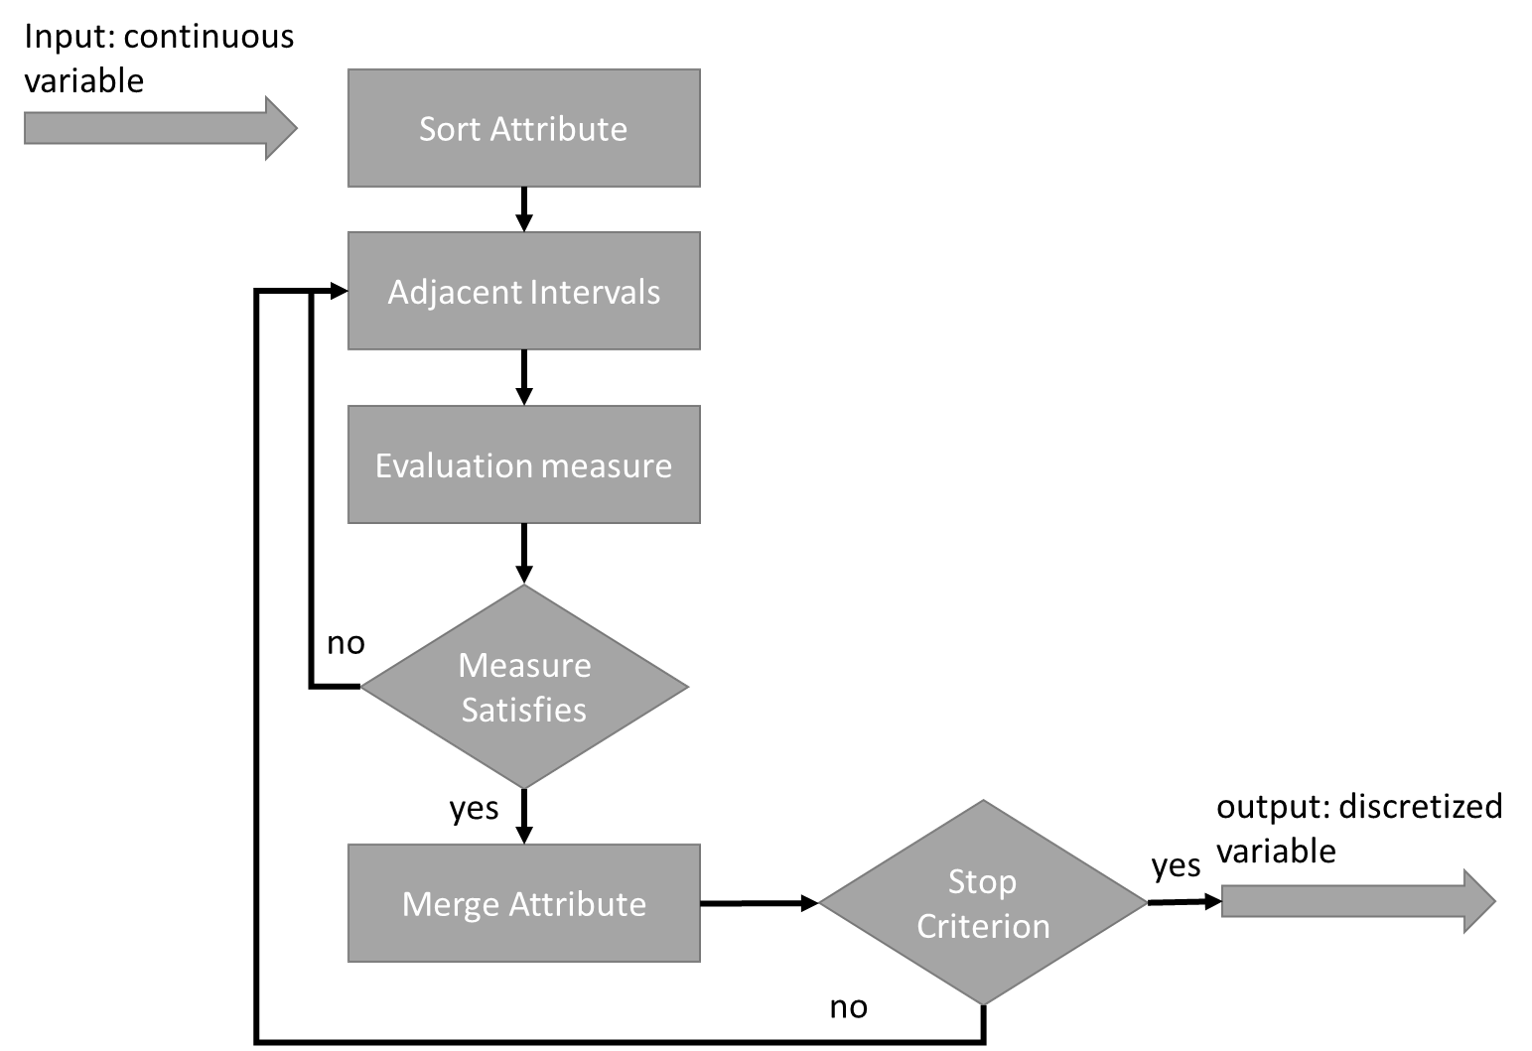 Input: continuous
variable
Sort Attribute
Adjacent Intervals
Evaluation measure
no
Measure
Satisfies
yes
Merge Attribute
Stop
Criterion
yes
output: discretized
variable
no